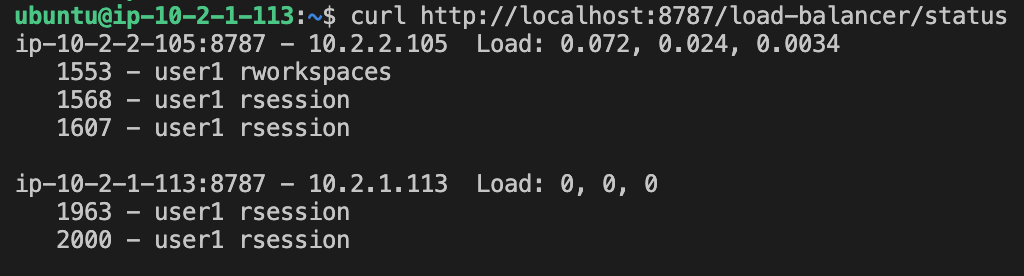 ubuntu@ip-10-2-1-113:~$ curl http://localhost:8787/load-balancer/status
ip-10-2-2-105:8787 - 10.2.2.105  Load: 0.072, 0.024, 0.0034
   1553 - user1 rworkspaces
   1568 - user1 rsession
   1607 - user1 rsession

ip-10-2-1-113:8787 - 10.2.1.113  Load: 0, 0, 0
   1963 - user1 rsession
   2000 - user1 rsession